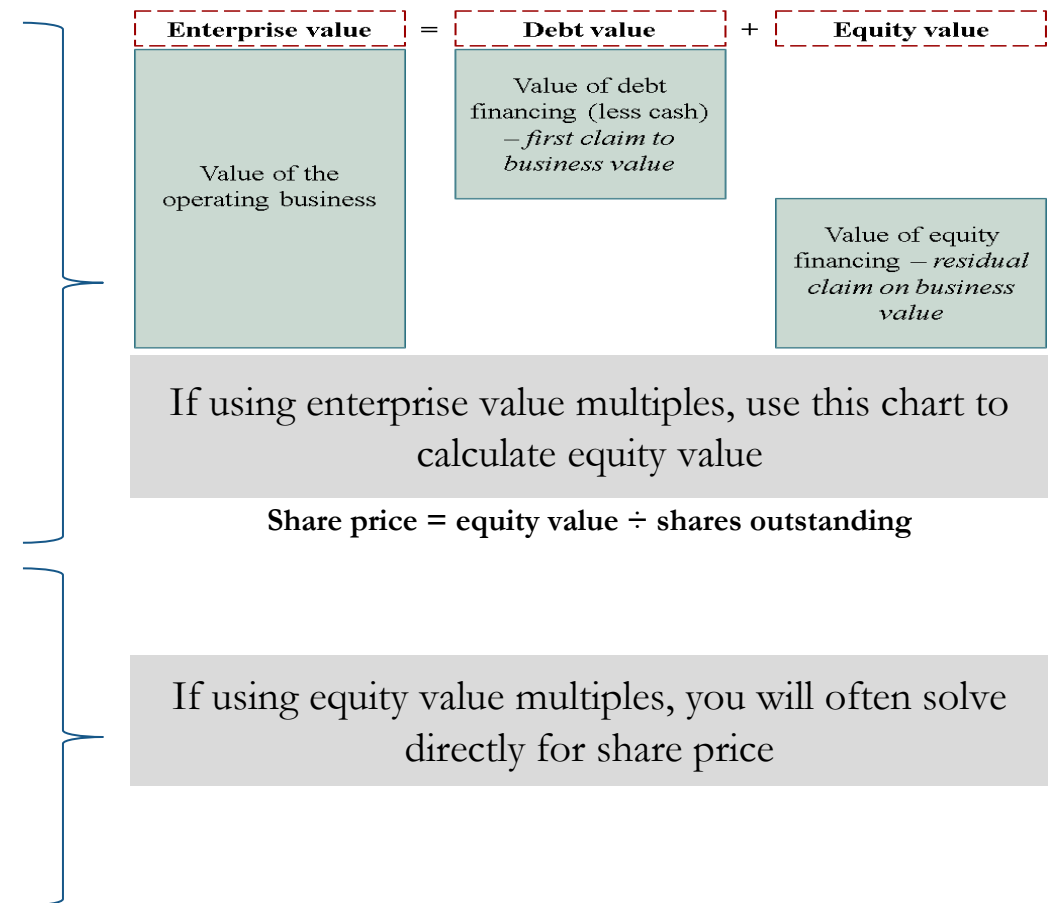 Enterprise value = Debt value + Equity value
Value of the
operating business
Value of debt
financing (less cash)
– first claim to
business value
Value of equity
financing – residual
claim on business
value
If using enterprise value multiples, use this chart to
calculate equity value
Share price = equity value ÷ shares outstanding
If using equity value multiples, you will often solve
directly for share price